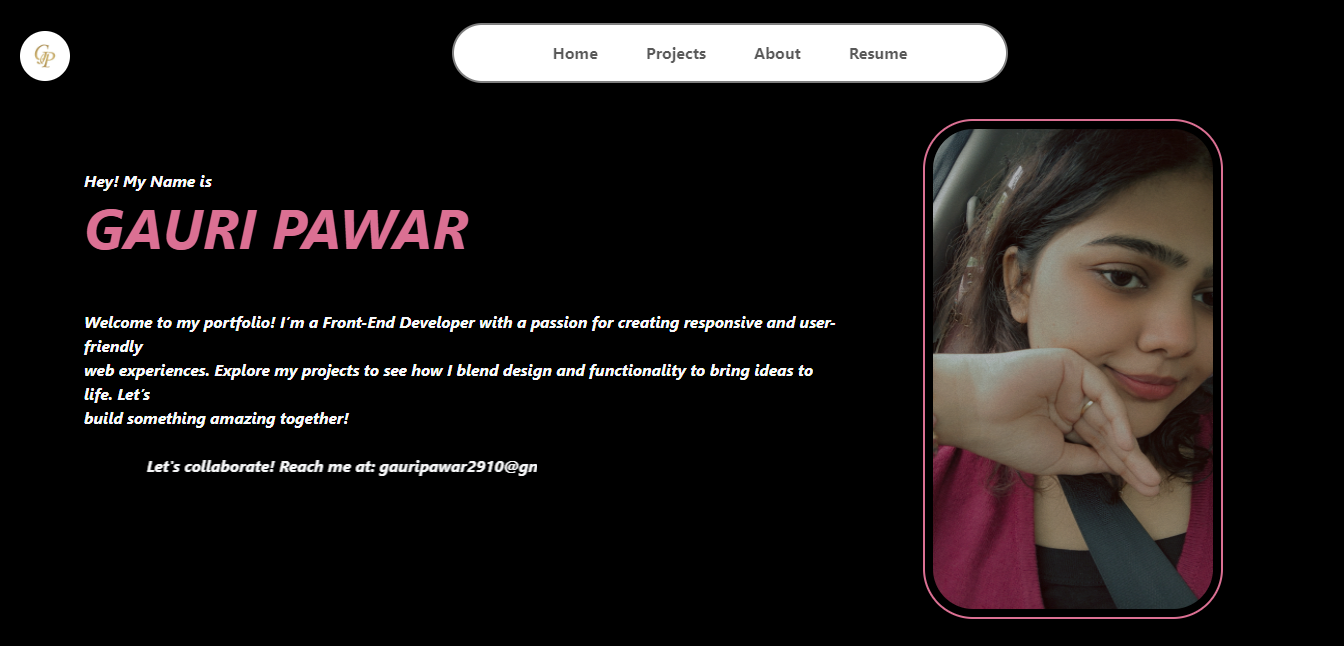 GP
Home Projects About Resume
Hey! My Name is
GAURI PAWAR
Welcome to my portfolio! I'm a Front-End Developer with a passion for creating responsive and user-
friendly
web experiences. Explore my projects to see how I blend design and functionality to bring ideas to
life. Let's
build something amazing together!
Let's collaborate! Reach me at: gauripawar2910@gn